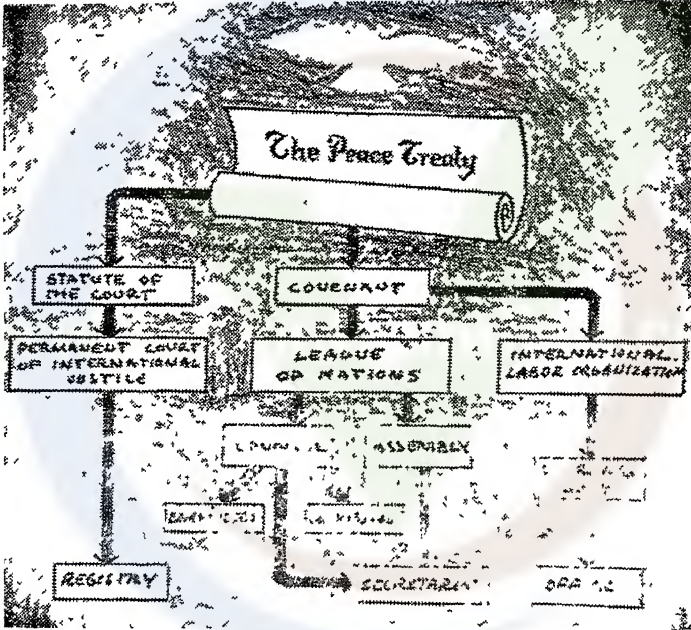 The Peace Treaty
STATUTE OF
THE COURT
COVENANT
PERMANENT COURT
OF INTERNATIONAL
JUSTICE
LEAGUE
OF NATIONS
INTERNATIONAL
LABOR ORGANIZATION
COUNCIL
ASSEMBLY
REGISTRY
SECRETARIAT